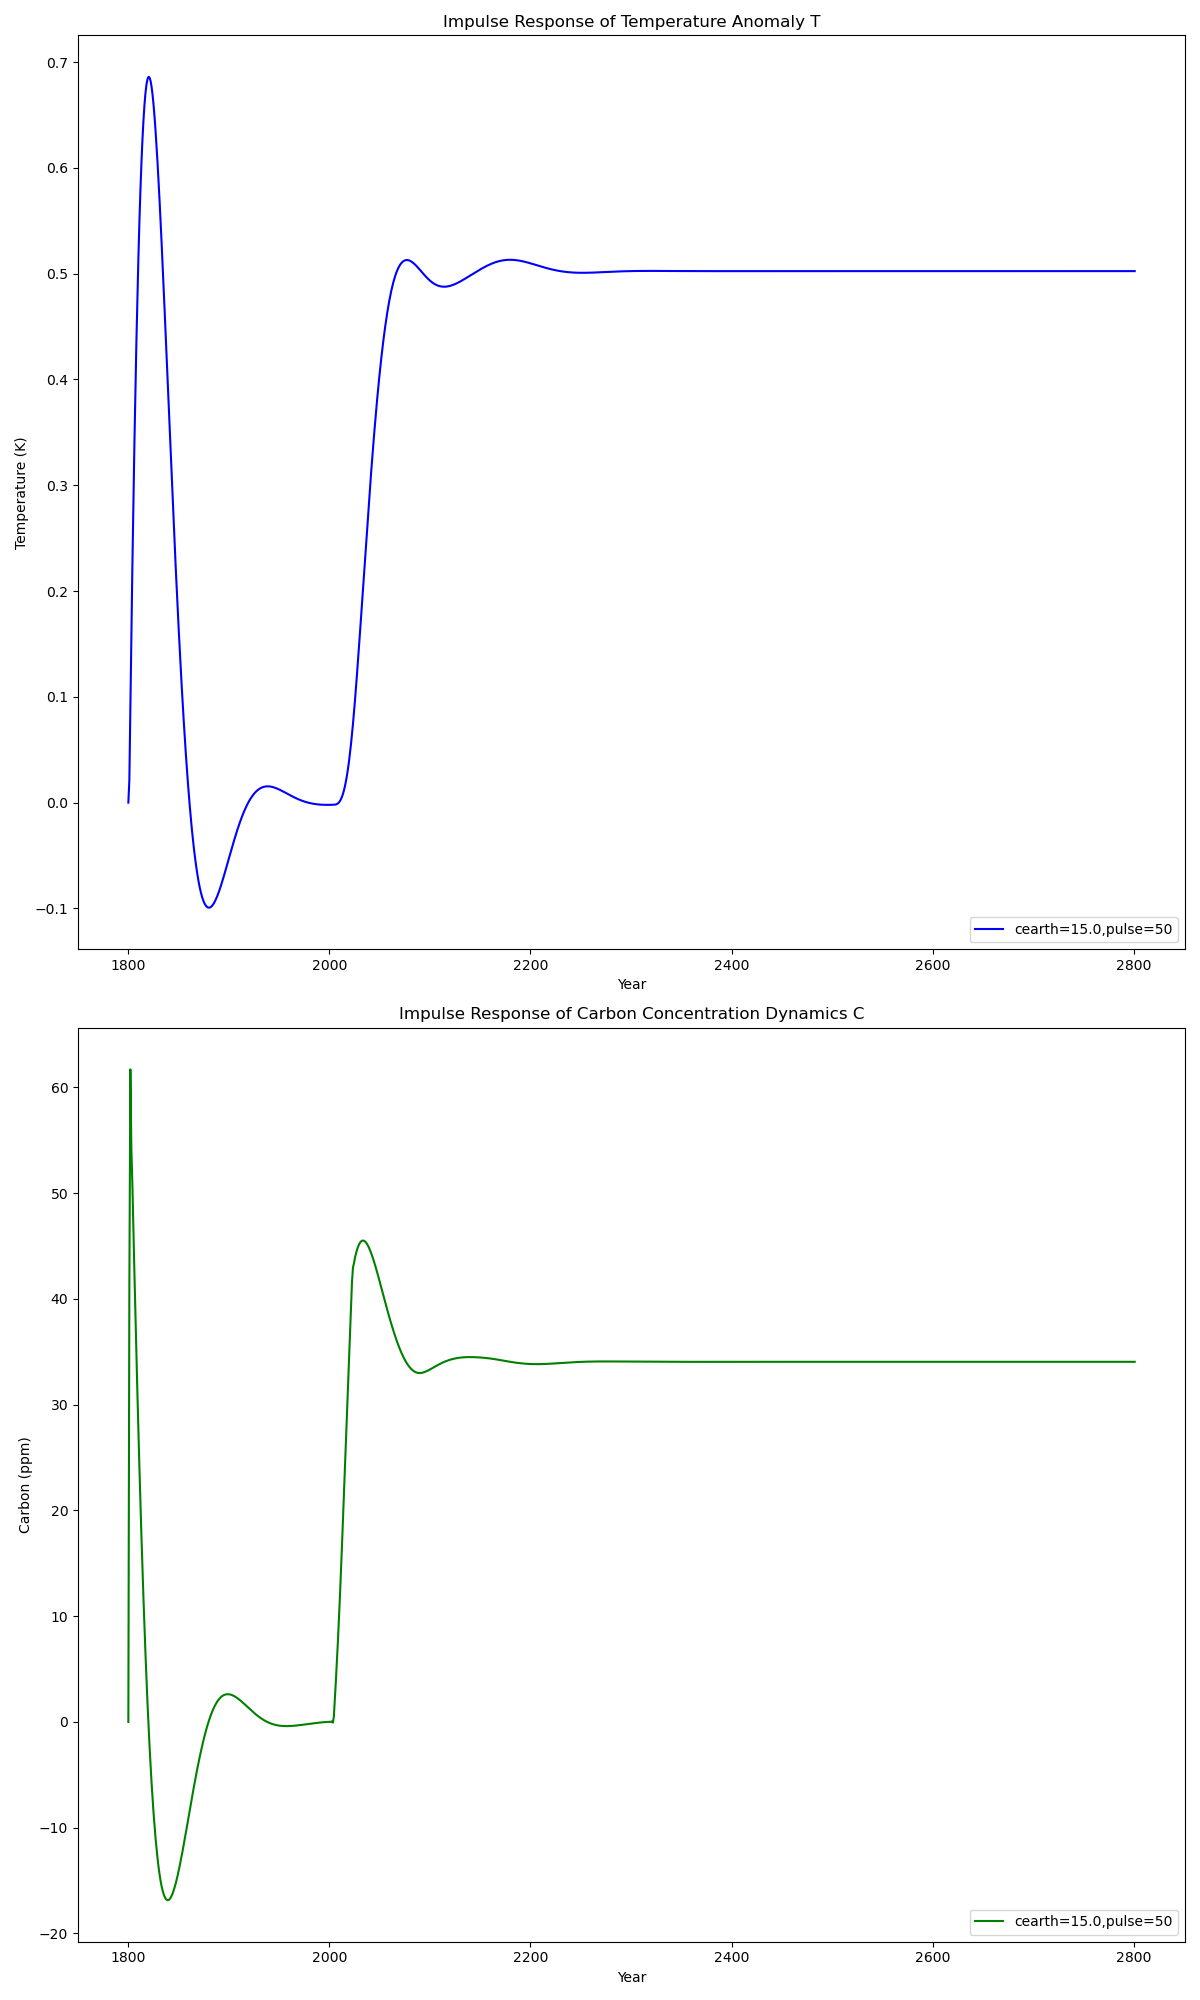 Impulse Response of Temperature Anomaly T
0.7
0.6
0.5
0.4
0.3
0.2
0.1
0.0
−0.1
Temperature (K)
cearth=15.0,pulse=50
1800 2000 2200 2400 2600 2800
Year
Impulse Response of Carbon Concentration Dynamics C
60
50
40
30
20
10
0
−10
−20
Carbon (ppm)
cearth=15.0,pulse=50
1800 2000 2200 2400 2600 2800
Year